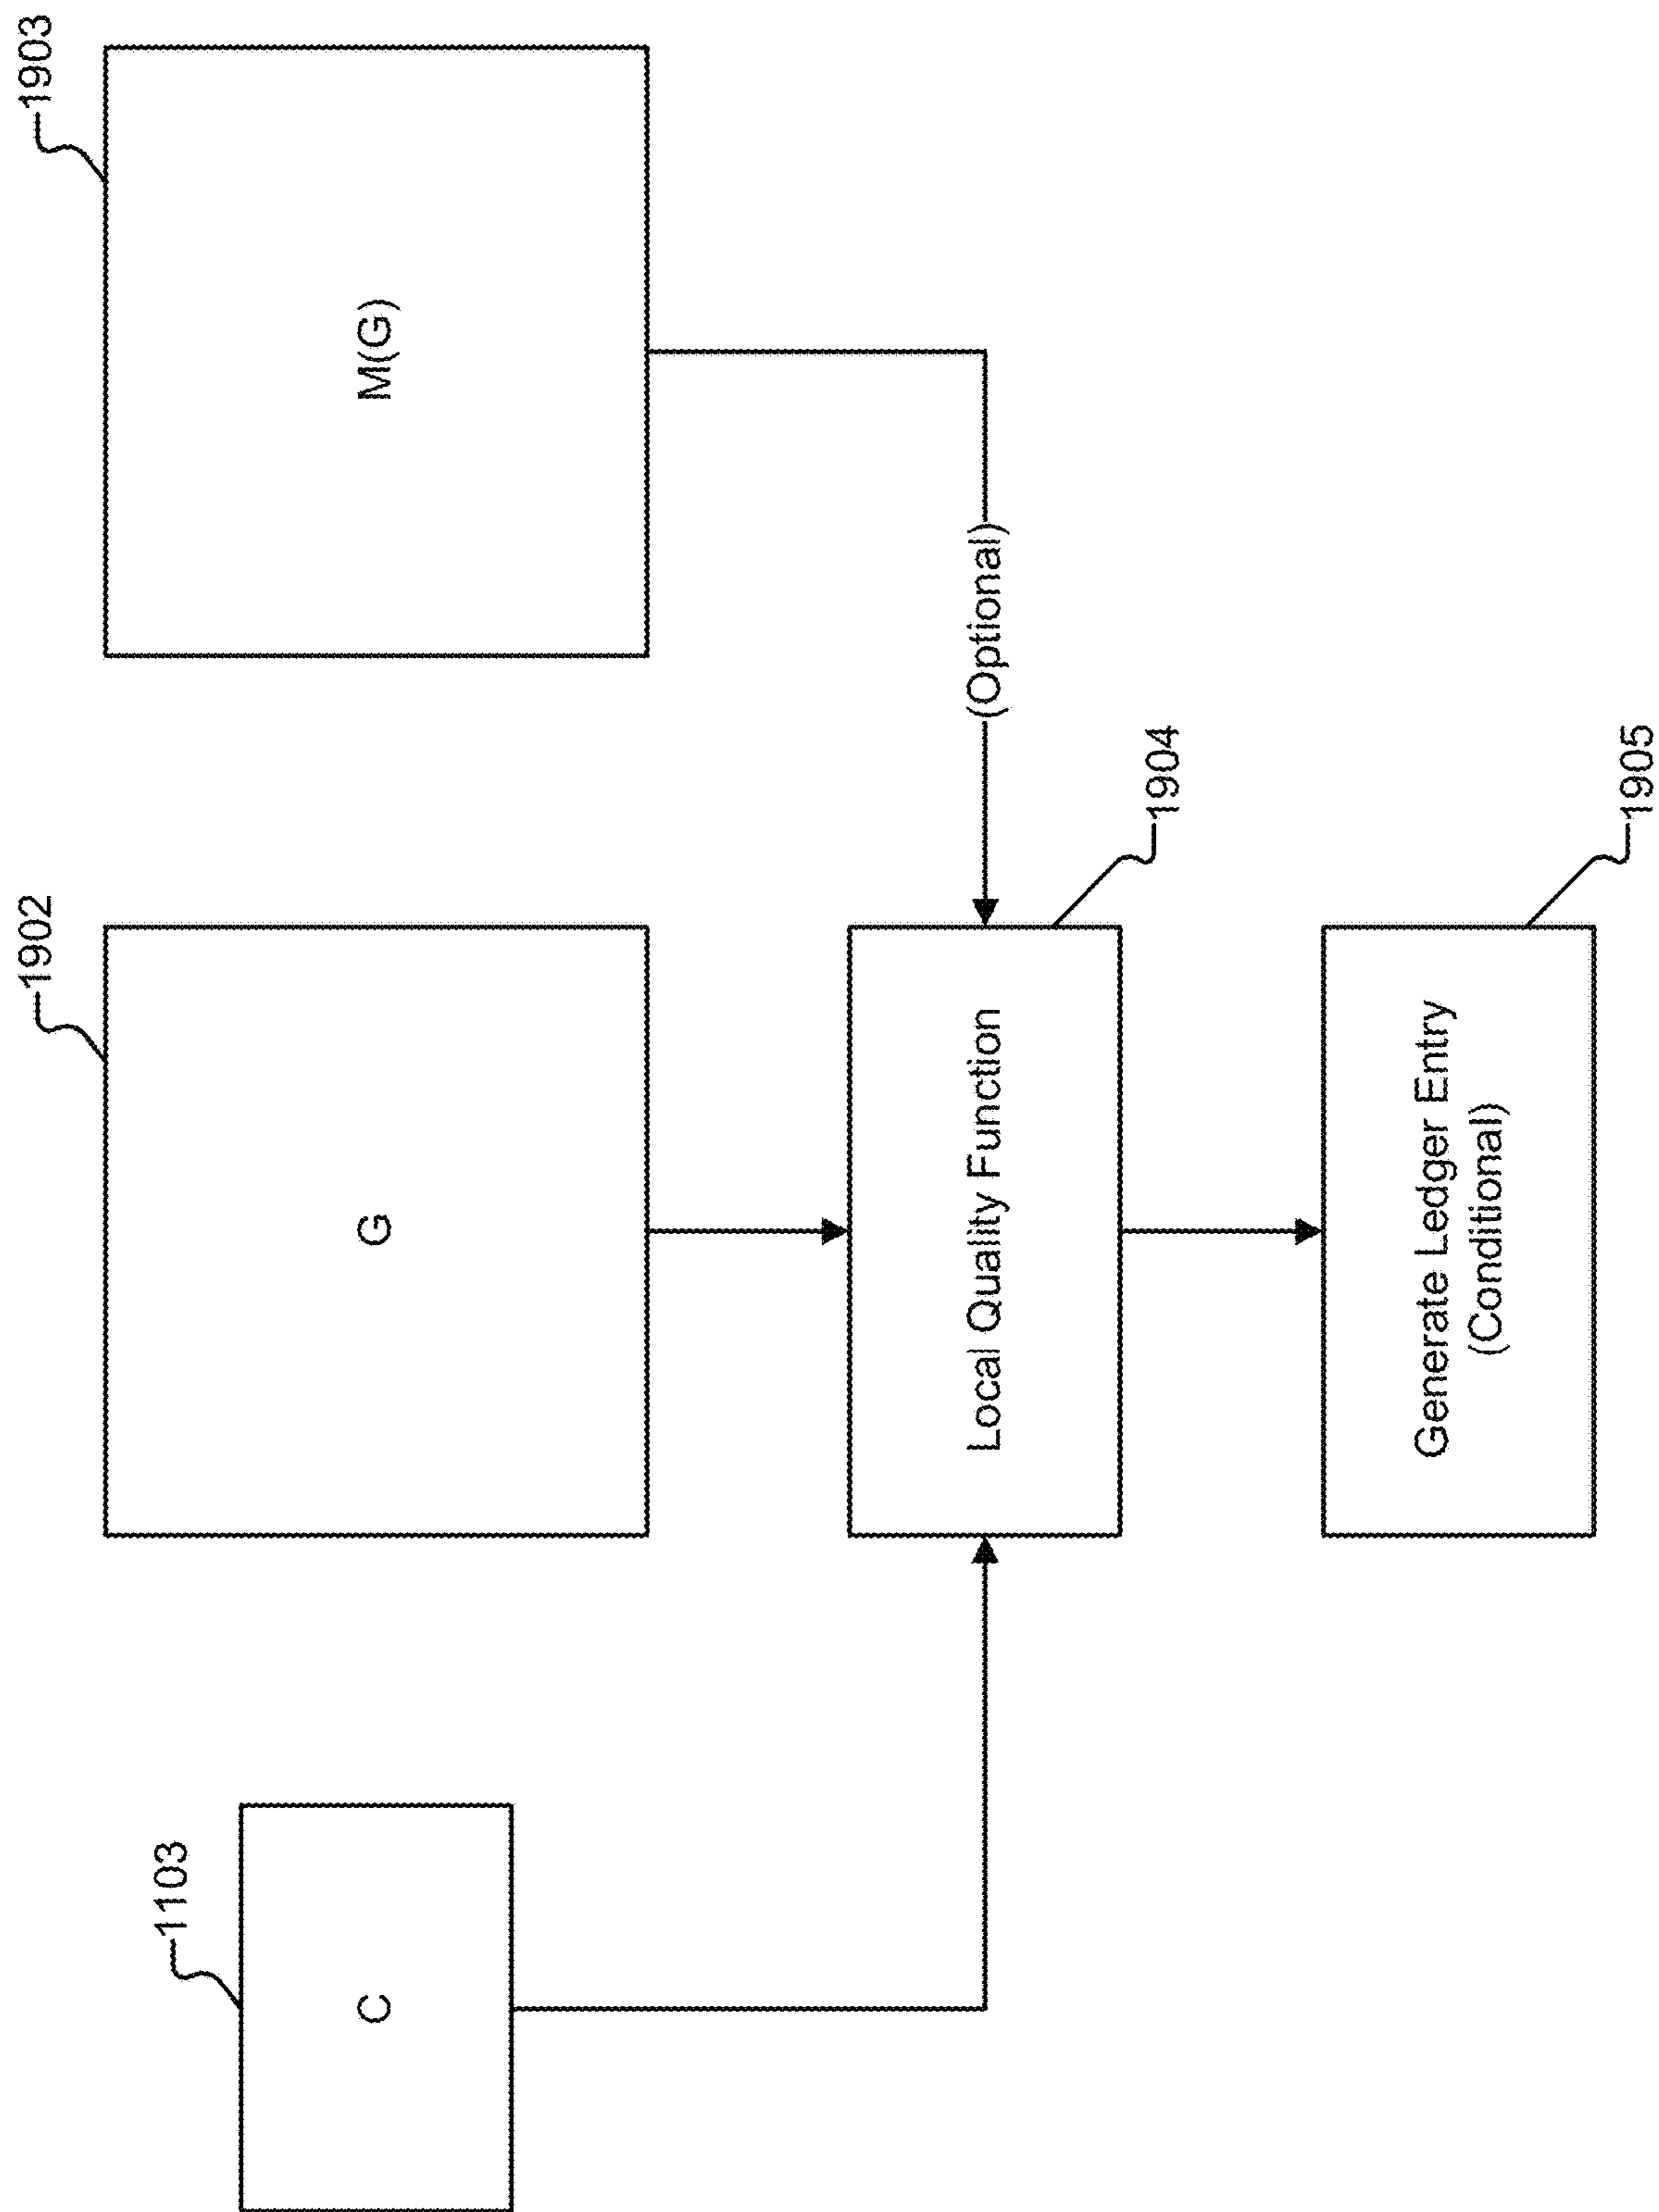 1103
1902
1903
C
G
M(G)
(Optional)
Local Quality Function
1904
Generate Ledger Entry
(Conditional)
1905